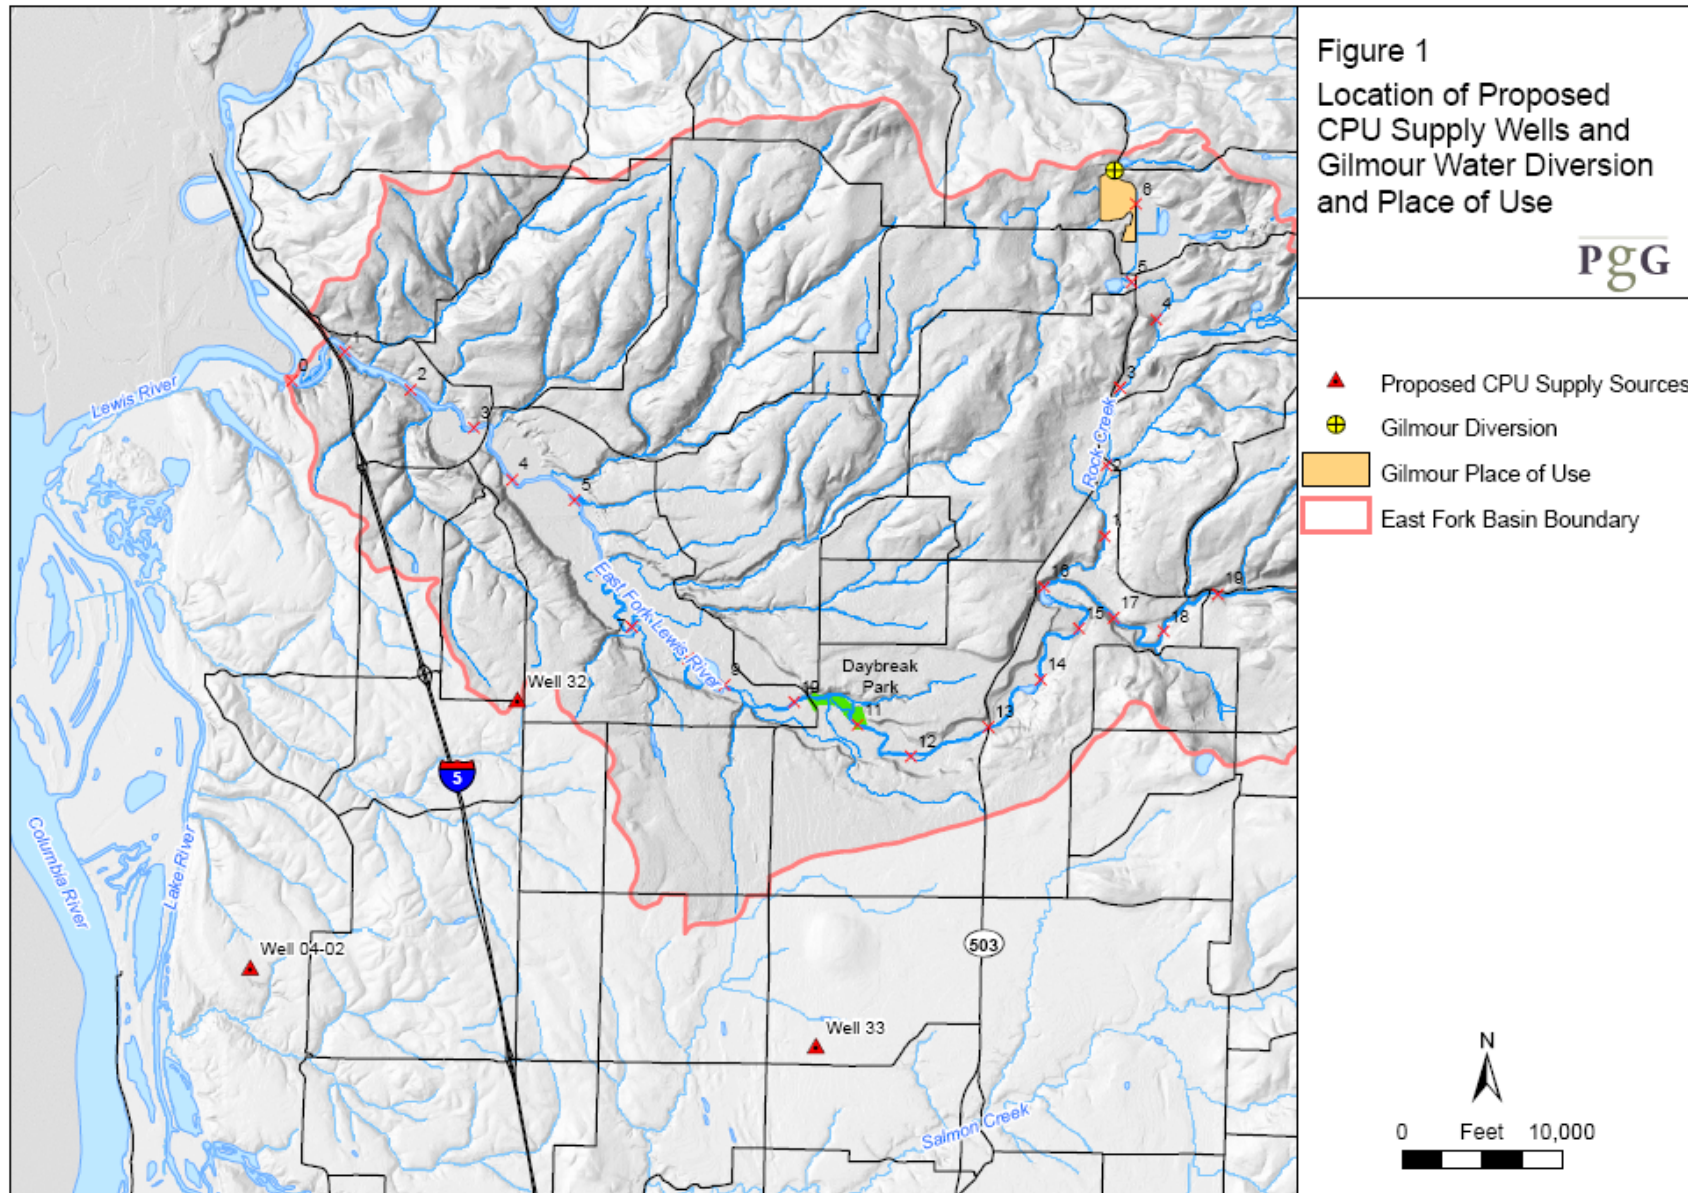 Figure 1
Location of Proposed
CPU Supply Wells and
Gilmour Water Diversion
and Place of Use
PgG
Proposed CPU Supply Sources
Gilmour Diversion
Gilmour Place of Use
East Fork Basin Boundary
N
0 Feet 10,000
6
5
4
3
2
1
Rock Creek
0
1
2
3
4
5
7
9
10
11
12
13
14
15
16
17
18
19
Lewis River
East Fork Lewis River
Daybreak
Park
Well 32
5
Columbia River
Lake River
Well 04-02
503
Well 33
Salmon Creek